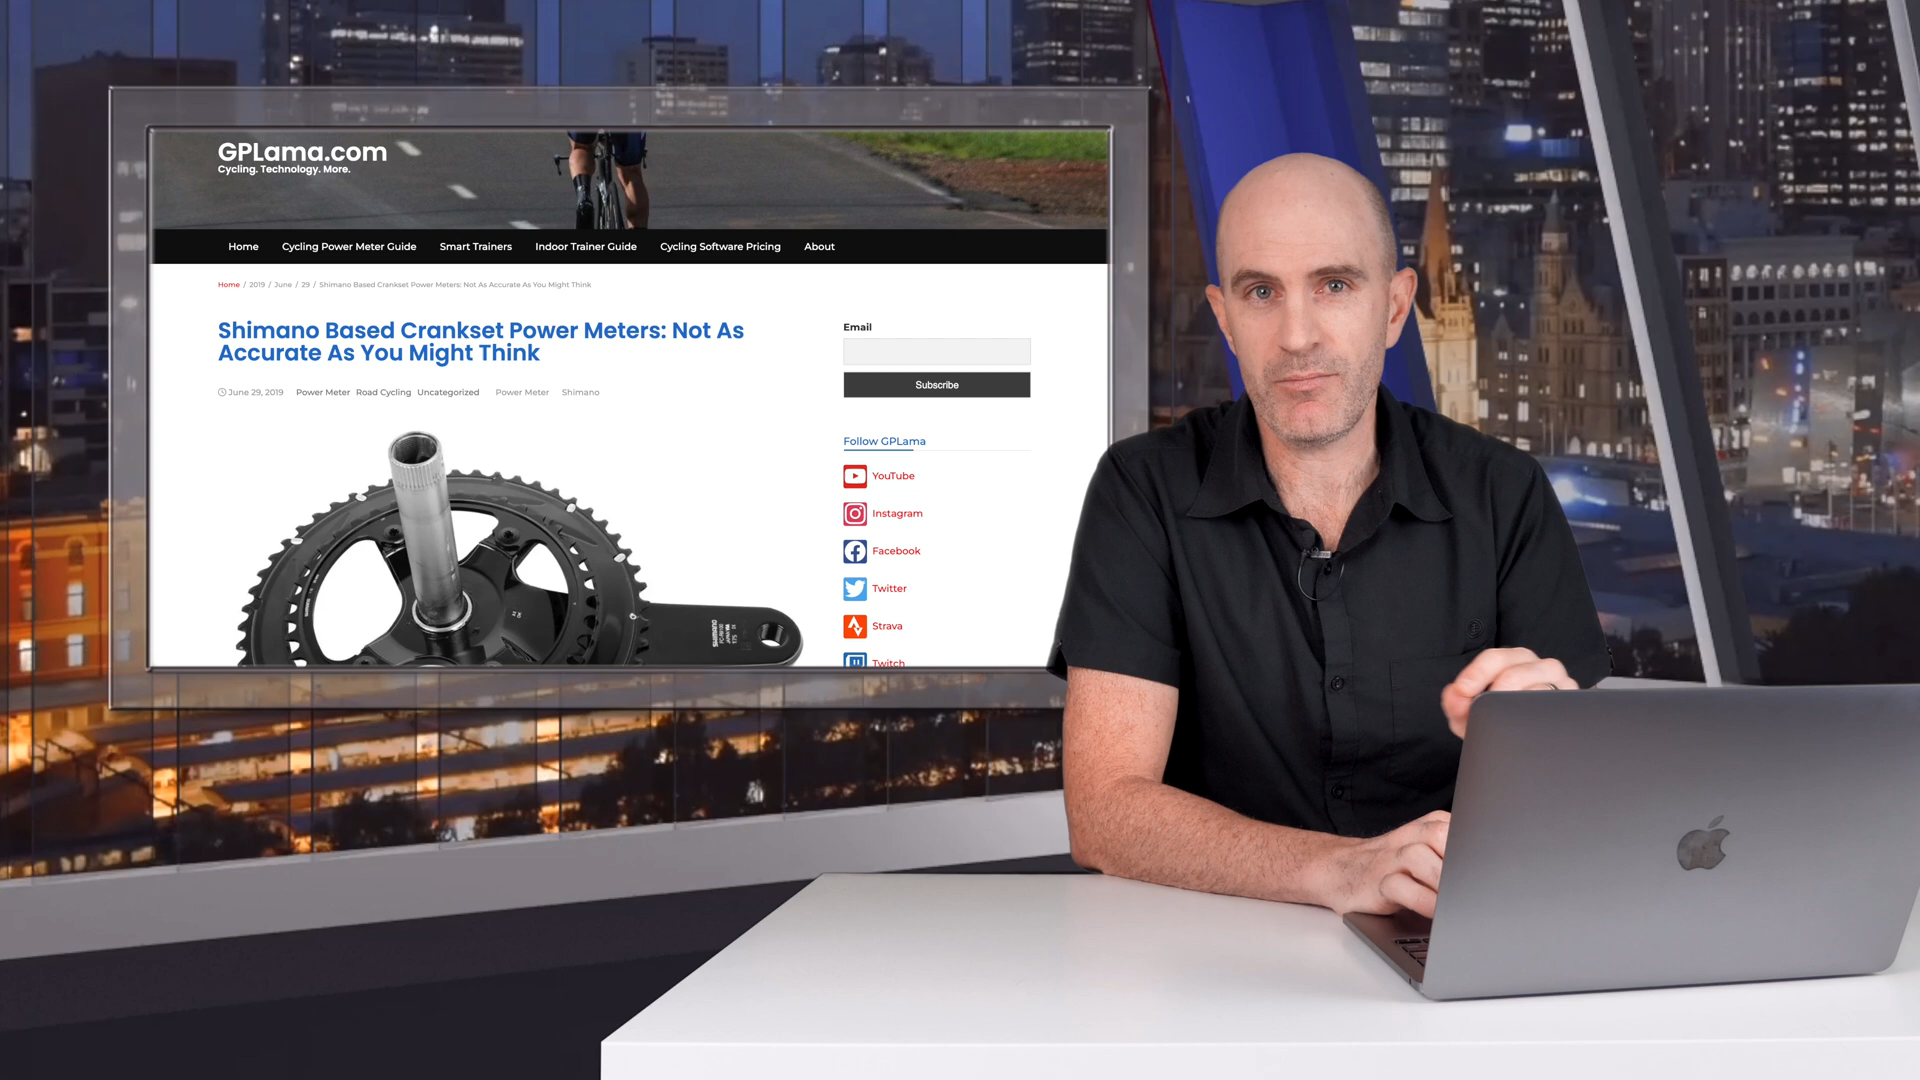 GPLama.com
Cycling. Technology. More.
Home Cycling Power Meter Guide Smart Trainers Indoor Trainer Guide Cycling Software Pricing About
Home / 2019 / June / 29 / Shimano Based Crankset Power Meters: Not As Accurate As You Might Think
Shimano Based Crankset Power Meters: Not As
Accurate As You Might Think
June 29, 2019 Power Meter Road Cycling Uncategorized Power Meter Shimano
SHIMANO
175
Email
Subscribe
Follow GPLama
YouTube
Instagram
Facebook
Twitter
Strava
Twitch